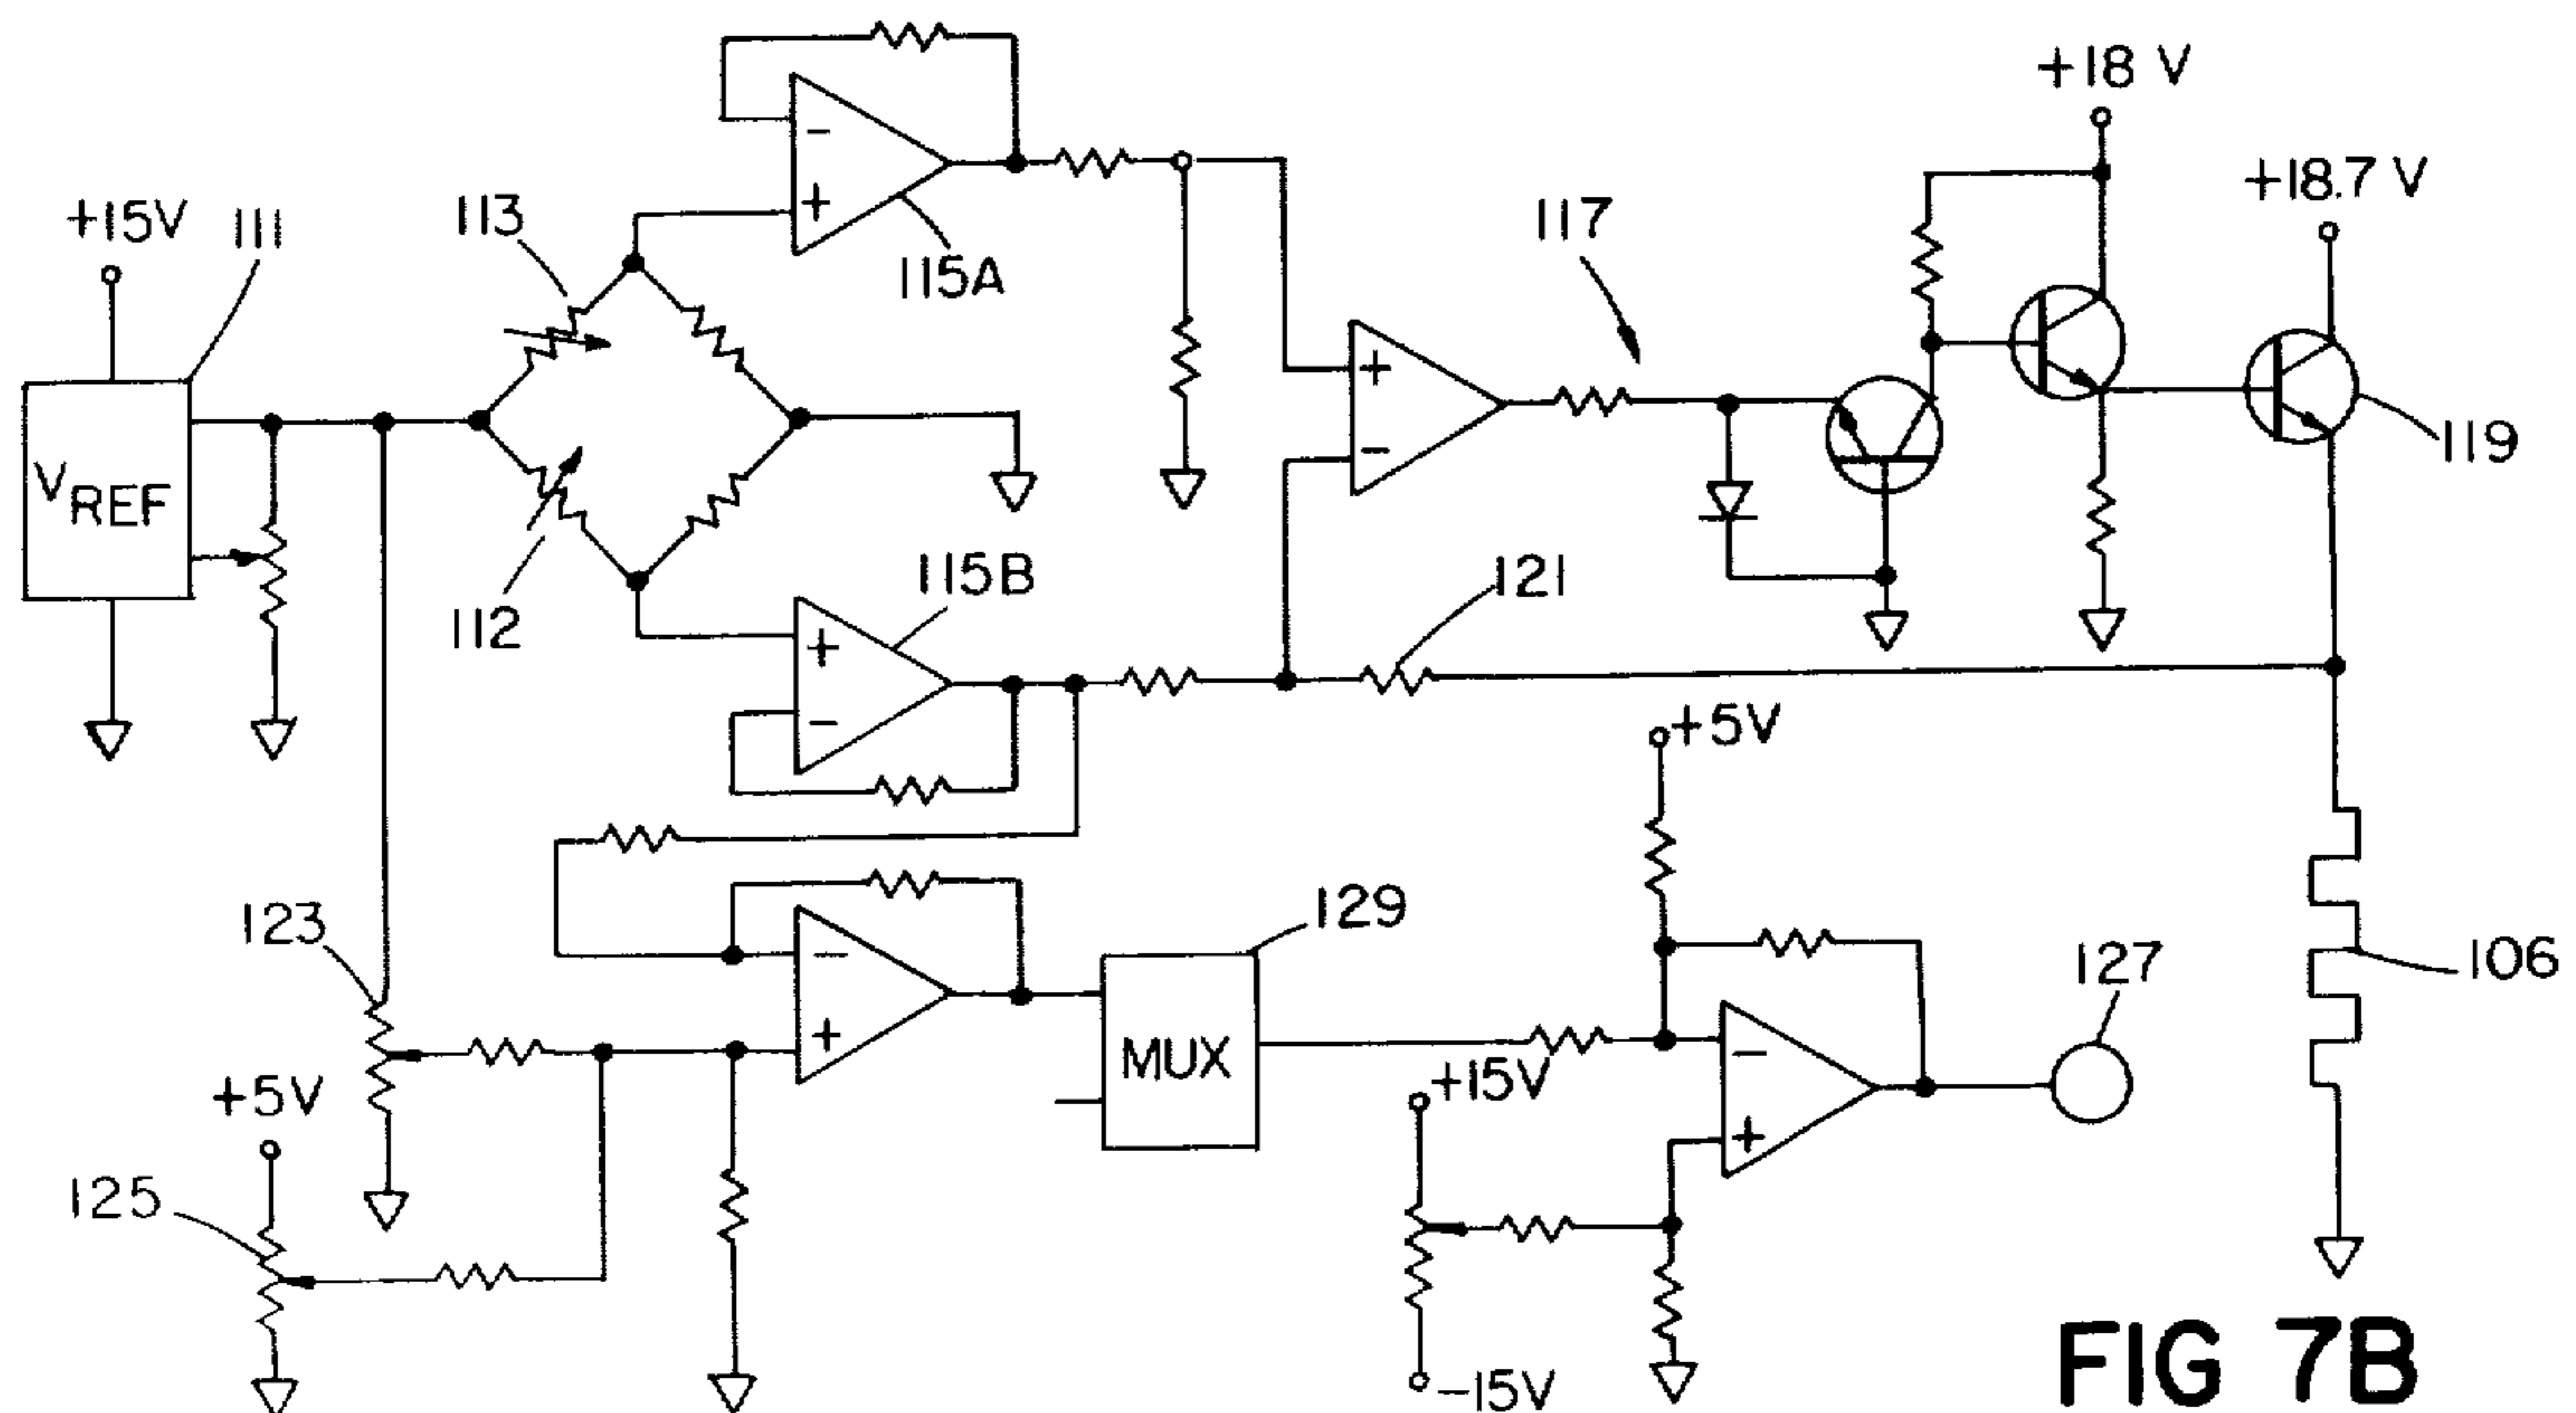 +18 V
+18.7 V
+15V
111
113
115A
117
-
+
VREF
+
-
119
112
115B
121
+
-
+5V
123
129
127
106
-
+
MUX
+5V
+15V
-
+
125
-15V
FIG 7B